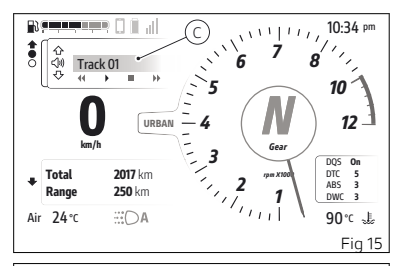 C
10:34 pm
Track 01
0
km/h
URBAN
1
2
3
4
5
6
7
8
10
12
N
Gear
rpm X1000
Total 2017 km
Range 250 km
DQS On
DTC 5
ABS 3
DWC 3
Air 24 °C
A
90 °C
Fig 15